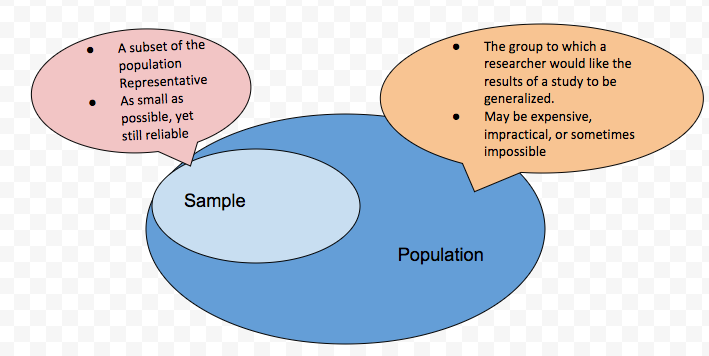 ● A subset of the
population
Representative
● As small as
possible, yet
still reliable
● The group to which a
researcher would like the
results of a study to be
generalized.
● May be expensive,
impractical, or sometimes
impossible
Sample
Population